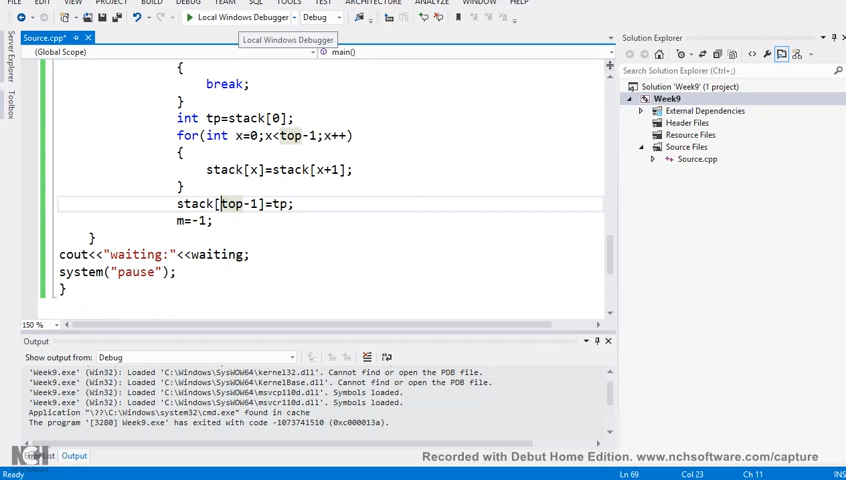 FILE EDIT VIEW PROJECT BUILD DEBUG TEAM SQL TOOLS TEST ARCHITECTURE ANALYZE WINDOW HELP
Local Windows Debugger Debug
Source.cpp*
Local Windows Debugger
(Global Scope) main()
Server Explorer
Toolbox
{
break;
}
int tp=stack[0];
for(int x=0;x<top-1;x++)
{
stack[x]=stack[x+1];
}
stack[top-1]=tp;
m=-1;
}
cout<<"waiting:"<<waiting;
system("pause");
}
150 %
Solution Explorer
Search Solution Explorer (Ctrl+;)
Solution 'Week9' (1 project)
Week9
External Dependencies
Header Files
Resource Files
Source Files
Source.cpp
Output
Show output from: Debug
'Week9.exe' (Win32): Loaded 'C:\Windows\SysWOW64\kernel32.dll'. Cannot find or open the PDB file.
'Week9.exe' (Win32): Loaded 'C:\Windows\SysWOW64\KernelBase.dll'. Cannot find or open the PDB file.
'Week9.exe' (Win32): Loaded 'C:\Windows\SysWOW64\msvcp110d.dll'. Symbols loaded.
'Week9.exe' (Win32): Loaded 'C:\Windows\SysWOW64\msvcr110d.dll'. Symbols loaded.
Application "\??\C:\Windows\system32\cmd.exe" found in cache
The program '[3280] Week9.exe' has exited with code -1073741510 (0xc000013a).
NCH
Error List Output
Recorded with Debut Home Edition. www.nchsoftware.com/capture
Ready Ln 69 Col 23 Ch 11 INS